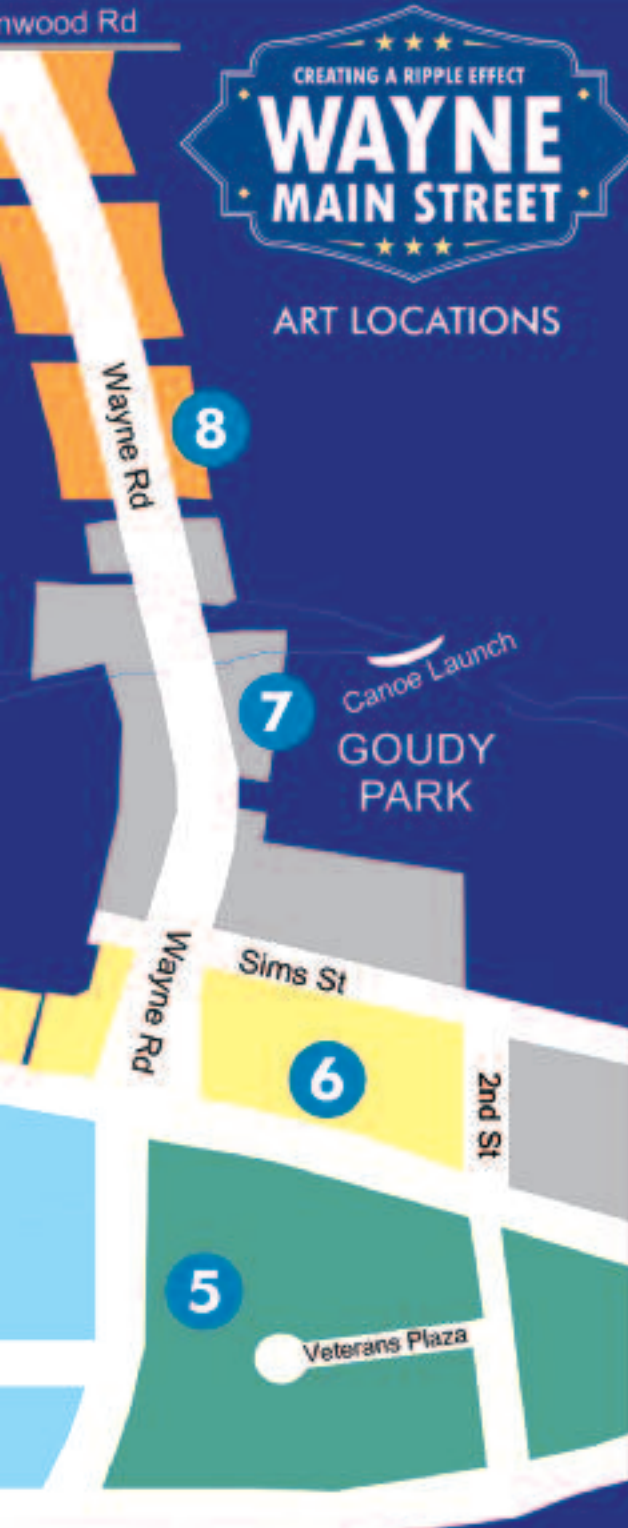 nwood Rd
CREATING A RIPPLE EFFECT
WAYNE
MAIN STREET
ART LOCATIONS
Wayne Rd
8
Canoe Launch
7
GOUDY
PARK
Wayne Rd
Sims St
6
2nd St
5
Veterans Plaza